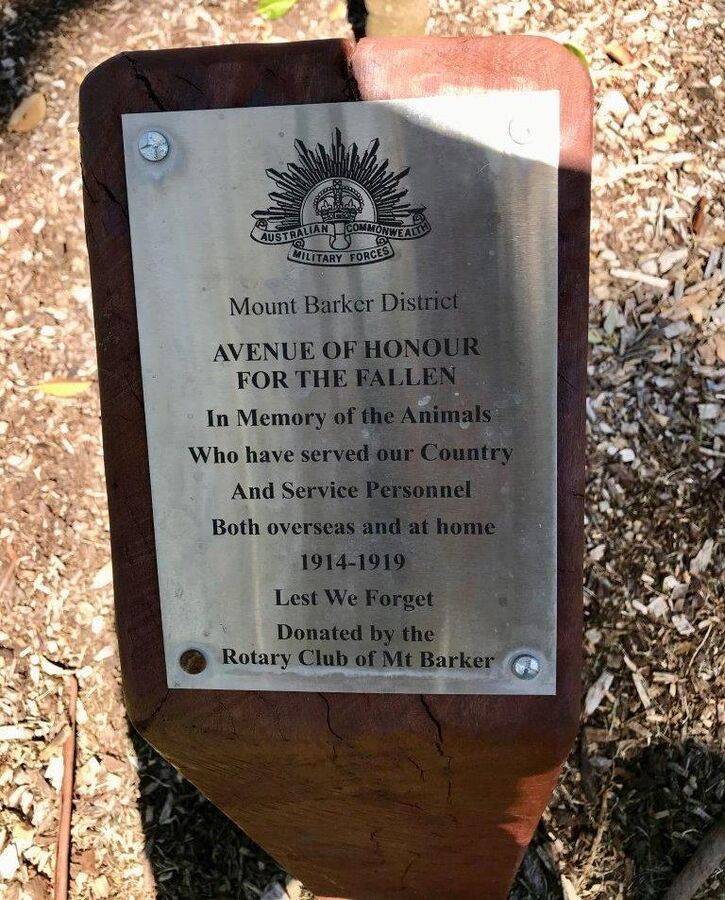 AUSTRALIAN COMMONWEALTH
MILITARY FORCES
Mount Barker District
AVENUE OF HONOUR
FOR THE FALLEN
In Memory of the Animals
Who have served our Country
And Service Personnel
Both overseas and at home
1914-1919
Lest We Forget
Donated by the
Rotary Club of Mt Barker